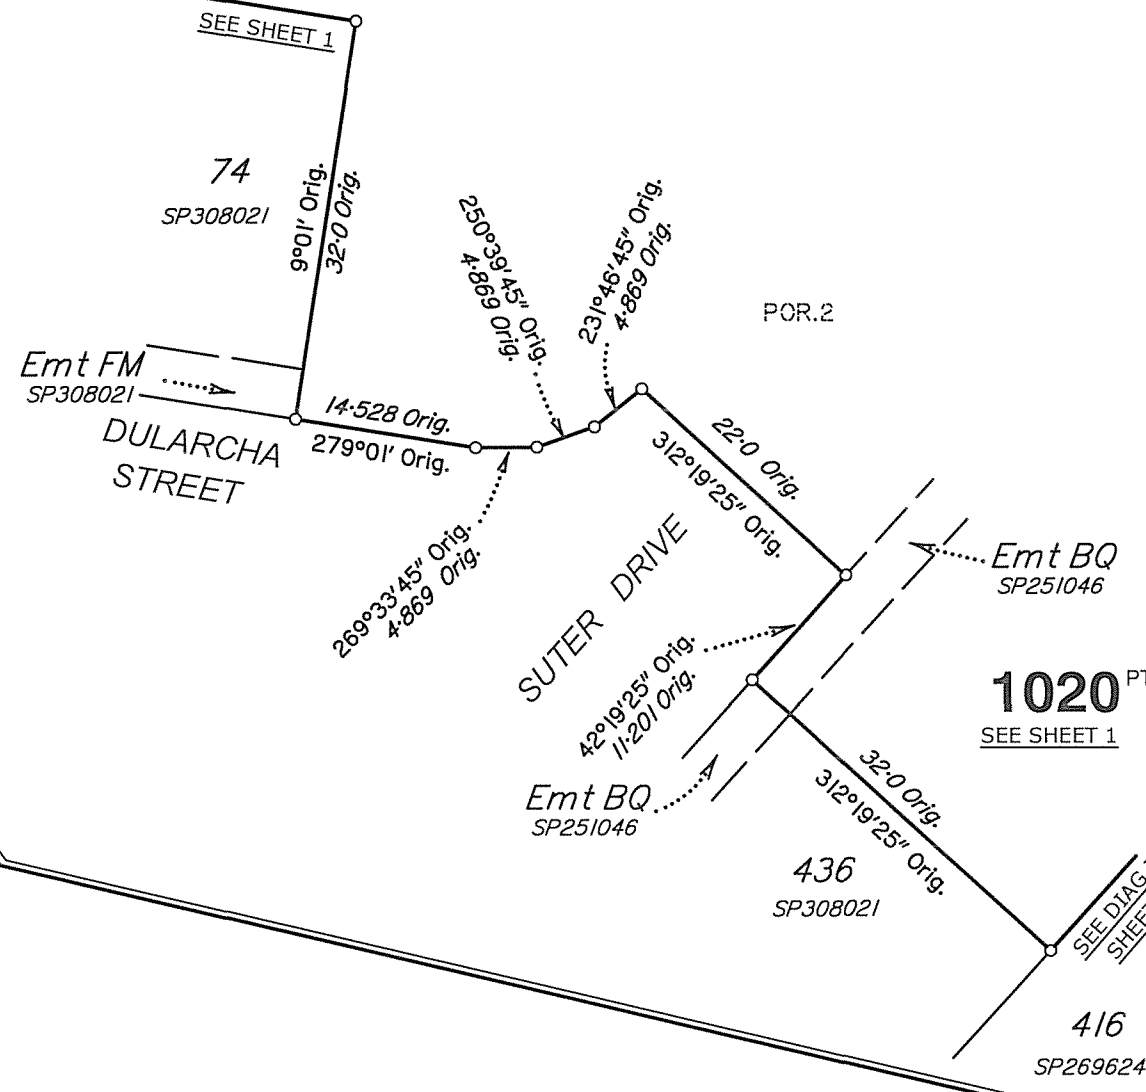 SEE SHEET 1
74
SP308021
9°01' Orig.
32·0 Orig.
250°39'45" Orig.
4·869 Orig.
231°46'45" Orig.
4·869 Orig.
POR.2
Emt FM
SP308021
DULARCHA
STREET
14·528 Orig.
279°01' Orig.
22·0 Orig.
312°19'25" Orig.
269°33'45" Orig.
4·869 Orig.
SUTER DRIVE
Emt BQ
SP251046
42°19'25" Orig.
11·201 Orig.
1020 PT
SEE SHEET 1
Emt BQ
SP251046
32·0 Orig.
312°19'25" Orig.
436
SP308021
SEE DIAG.
416
SP269624